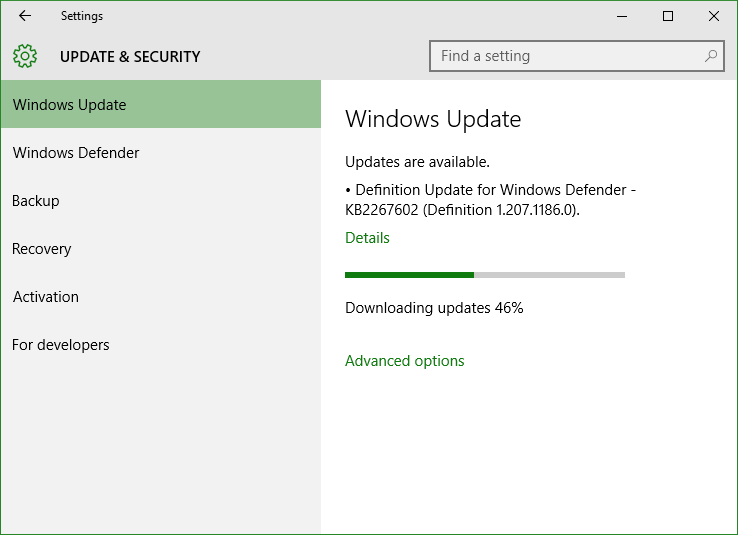 Settings
UPDATE & SECURITY
Find a setting
Windows Update
Windows Defender
Backup
Recovery
Activation
For developers
Windows Update
Updates are available.
• Definition Update for Windows Defender -
KB2267602 (Definition 1.207.1186.0).
Details
Downloading updates 46%
Advanced options